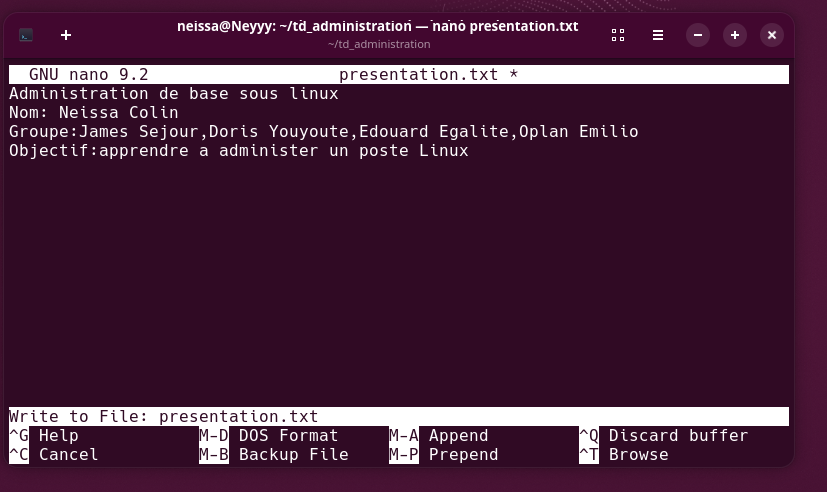 neissa@Neyyy: ~/td_administration — nano presentation.txt
~/td_administration
GNU nano 9.2 presentation.txt *
Administration de base sous linux
Nom: Neissa Colin
Groupe:James Sejour,Doris Youyoute,Edouard Egalite,Oplan Emilio
Objectif:apprendre a administer un poste Linux
Write to File: presentation.txt
^G Help M-D DOS Format M-A Append ^Q Discard buffer
^C Cancel M-B Backup File M-P Prepend ^T Browse